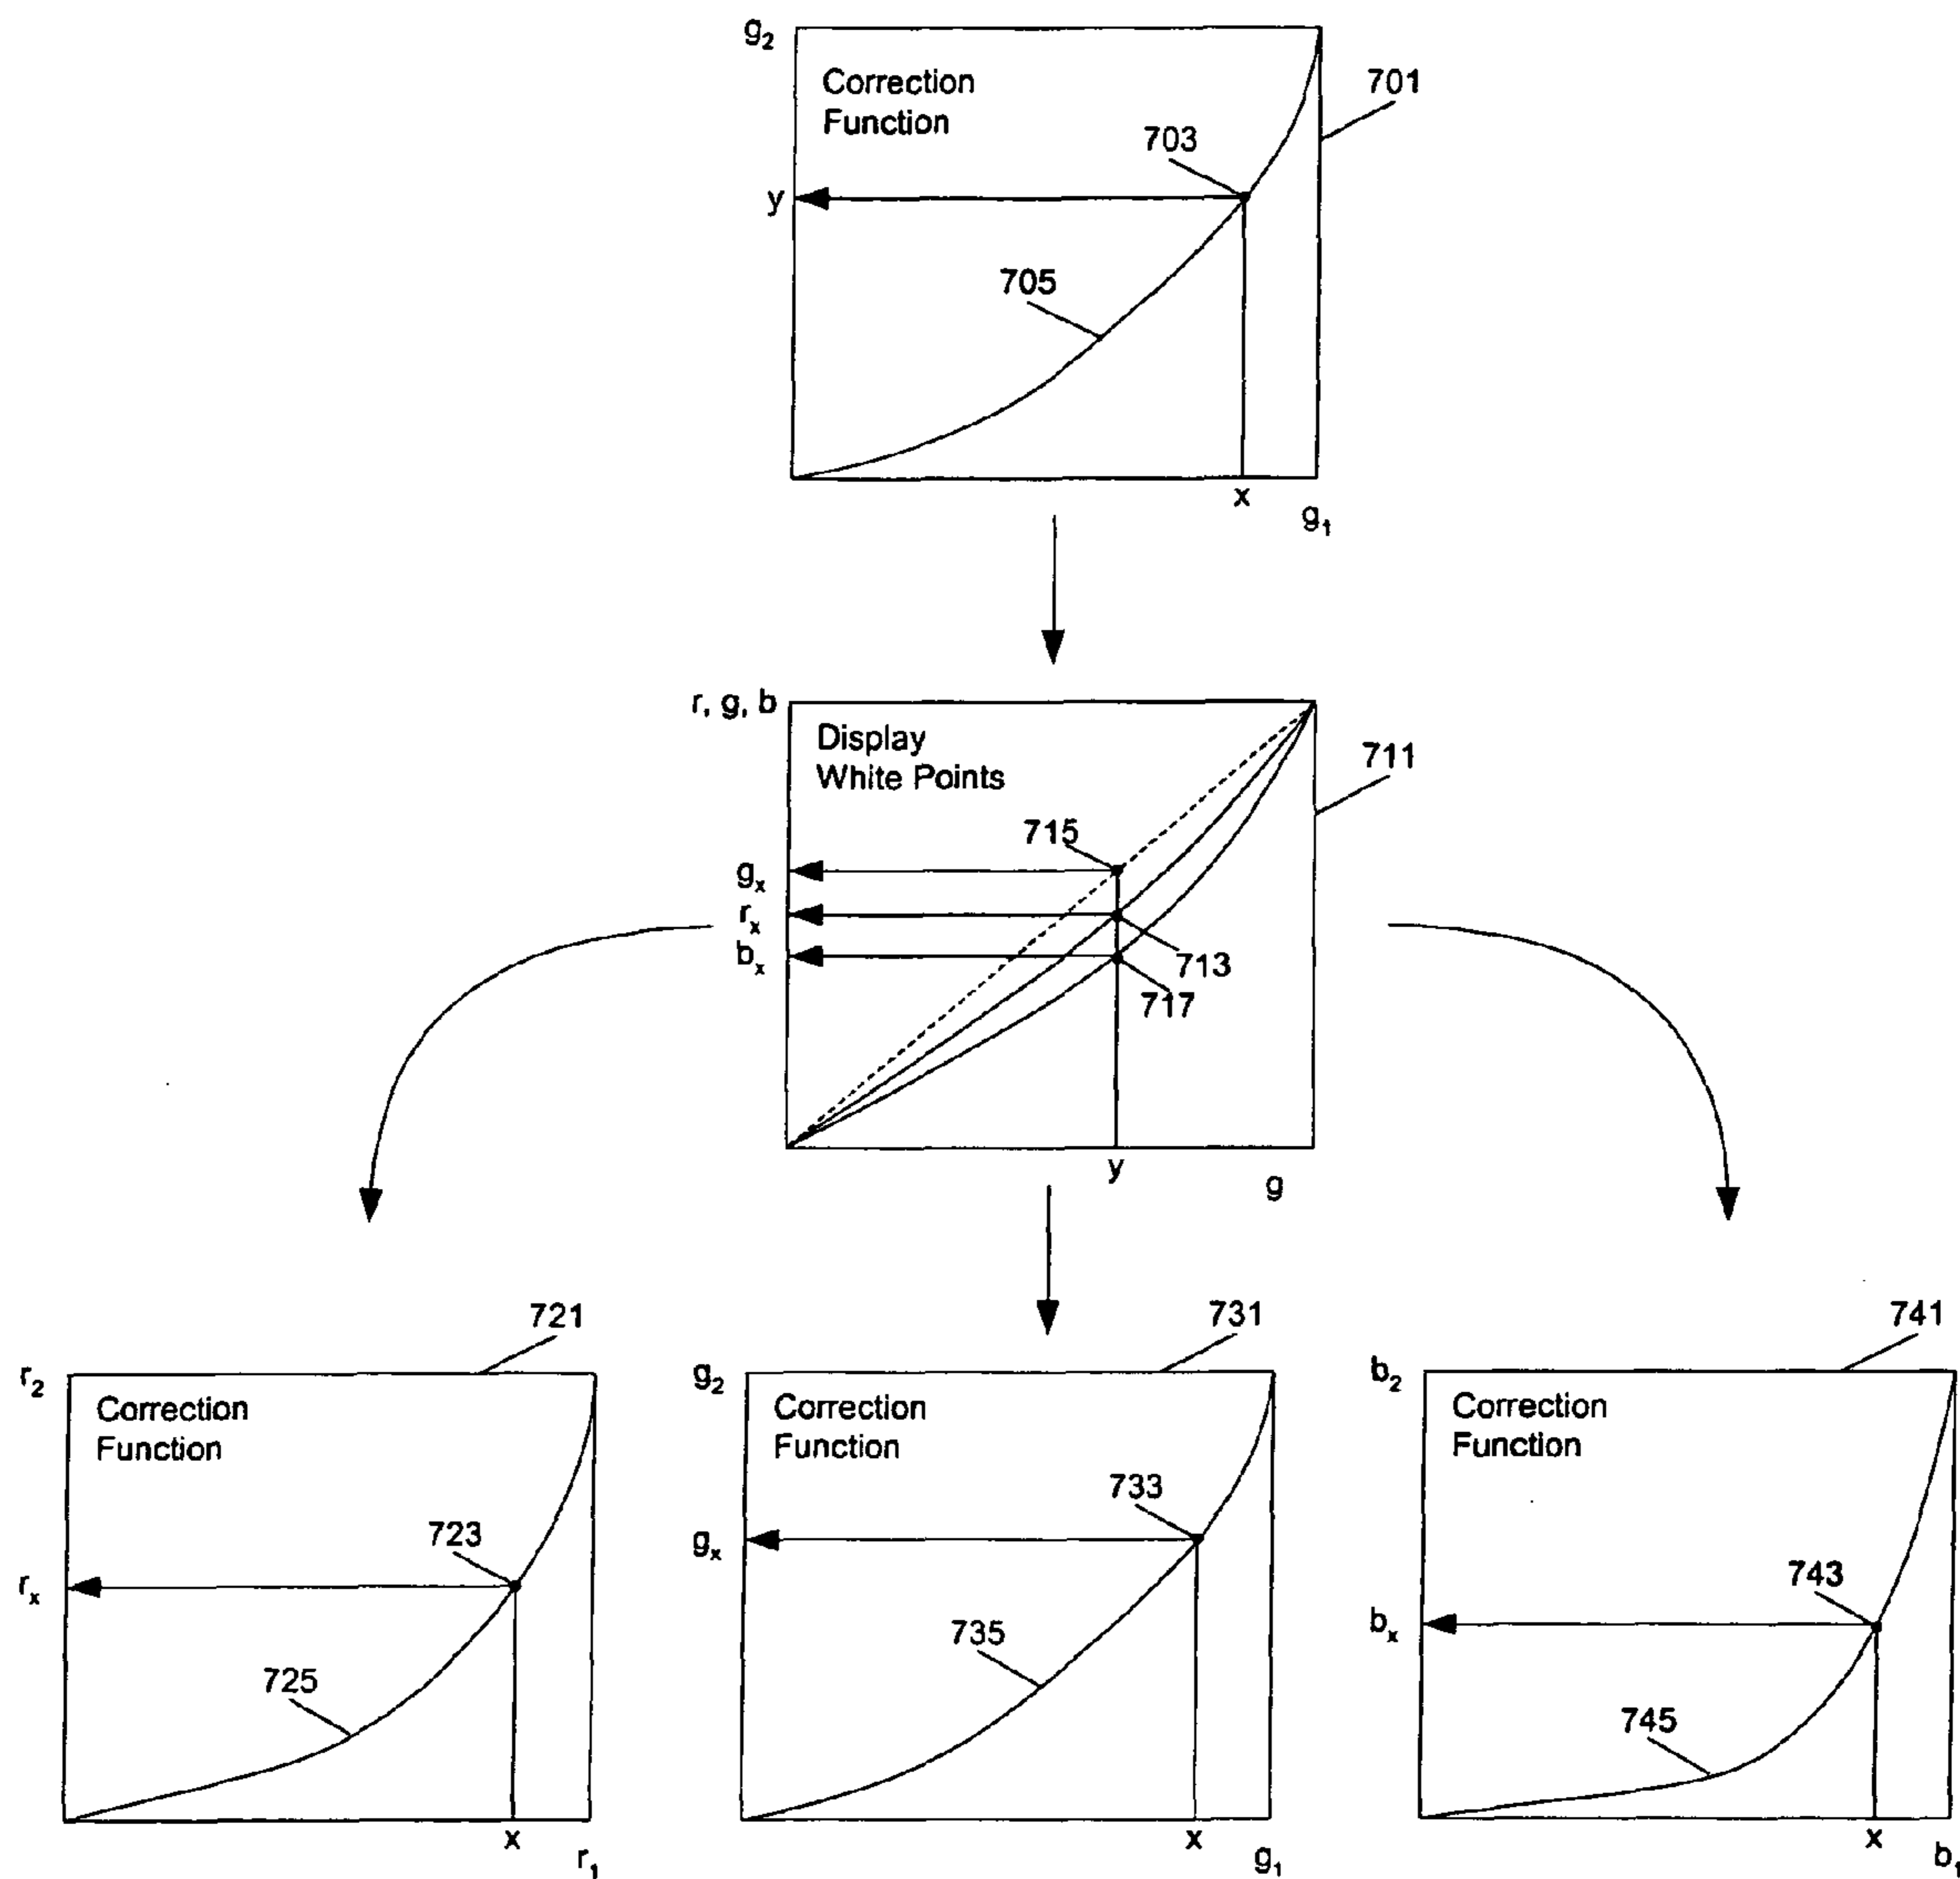 g₂
Correction
Function
701
703
y
705
x
g₁
r, g, b
Display
White Points
711
715
gₓ
rₓ
bₓ
713
717
y
g
721
r₂
Correction
Function
723
rₓ
725
x
r₁
731
g₂
Correction
Function
733
gₓ
735
x
g₁
741
b₂
Correction
Function
743
bₓ
745
x
b₁